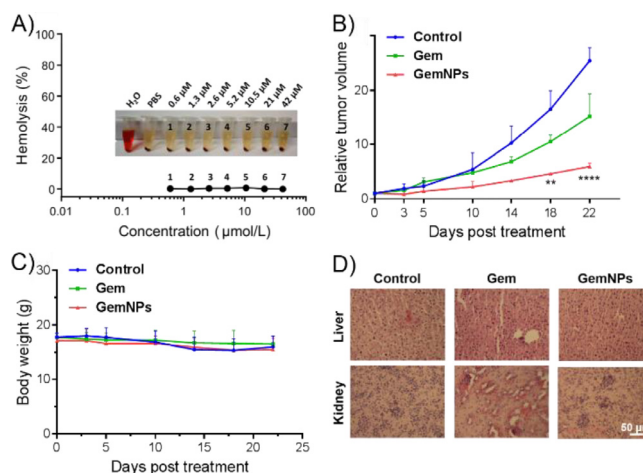 A)
Hemolysis (%)
100
80
60
40
20
0
H₂O PBS 0.6 μM 1.3 μM 2.6 μM 5.2 μM 10.5 μM 21 μM 42 μM
1 2 3 4 5 6 7
1 2 3 4 5 6 7
0.01 0.1 1 10 100
Concentration ( μmol/L)
B)
Relative tumor volume
30
20
10
0
Control
Gem
GemNPs
** ****
0 3 5 10 14 18 22
Days post treatment
C)
Body weight (g)
30
15
0
Control
Gem
GemNPs
0 5 10 15 20 25
Days post treatment
D)
Control Gem GemNPs
Liver
Kidney
50 μm